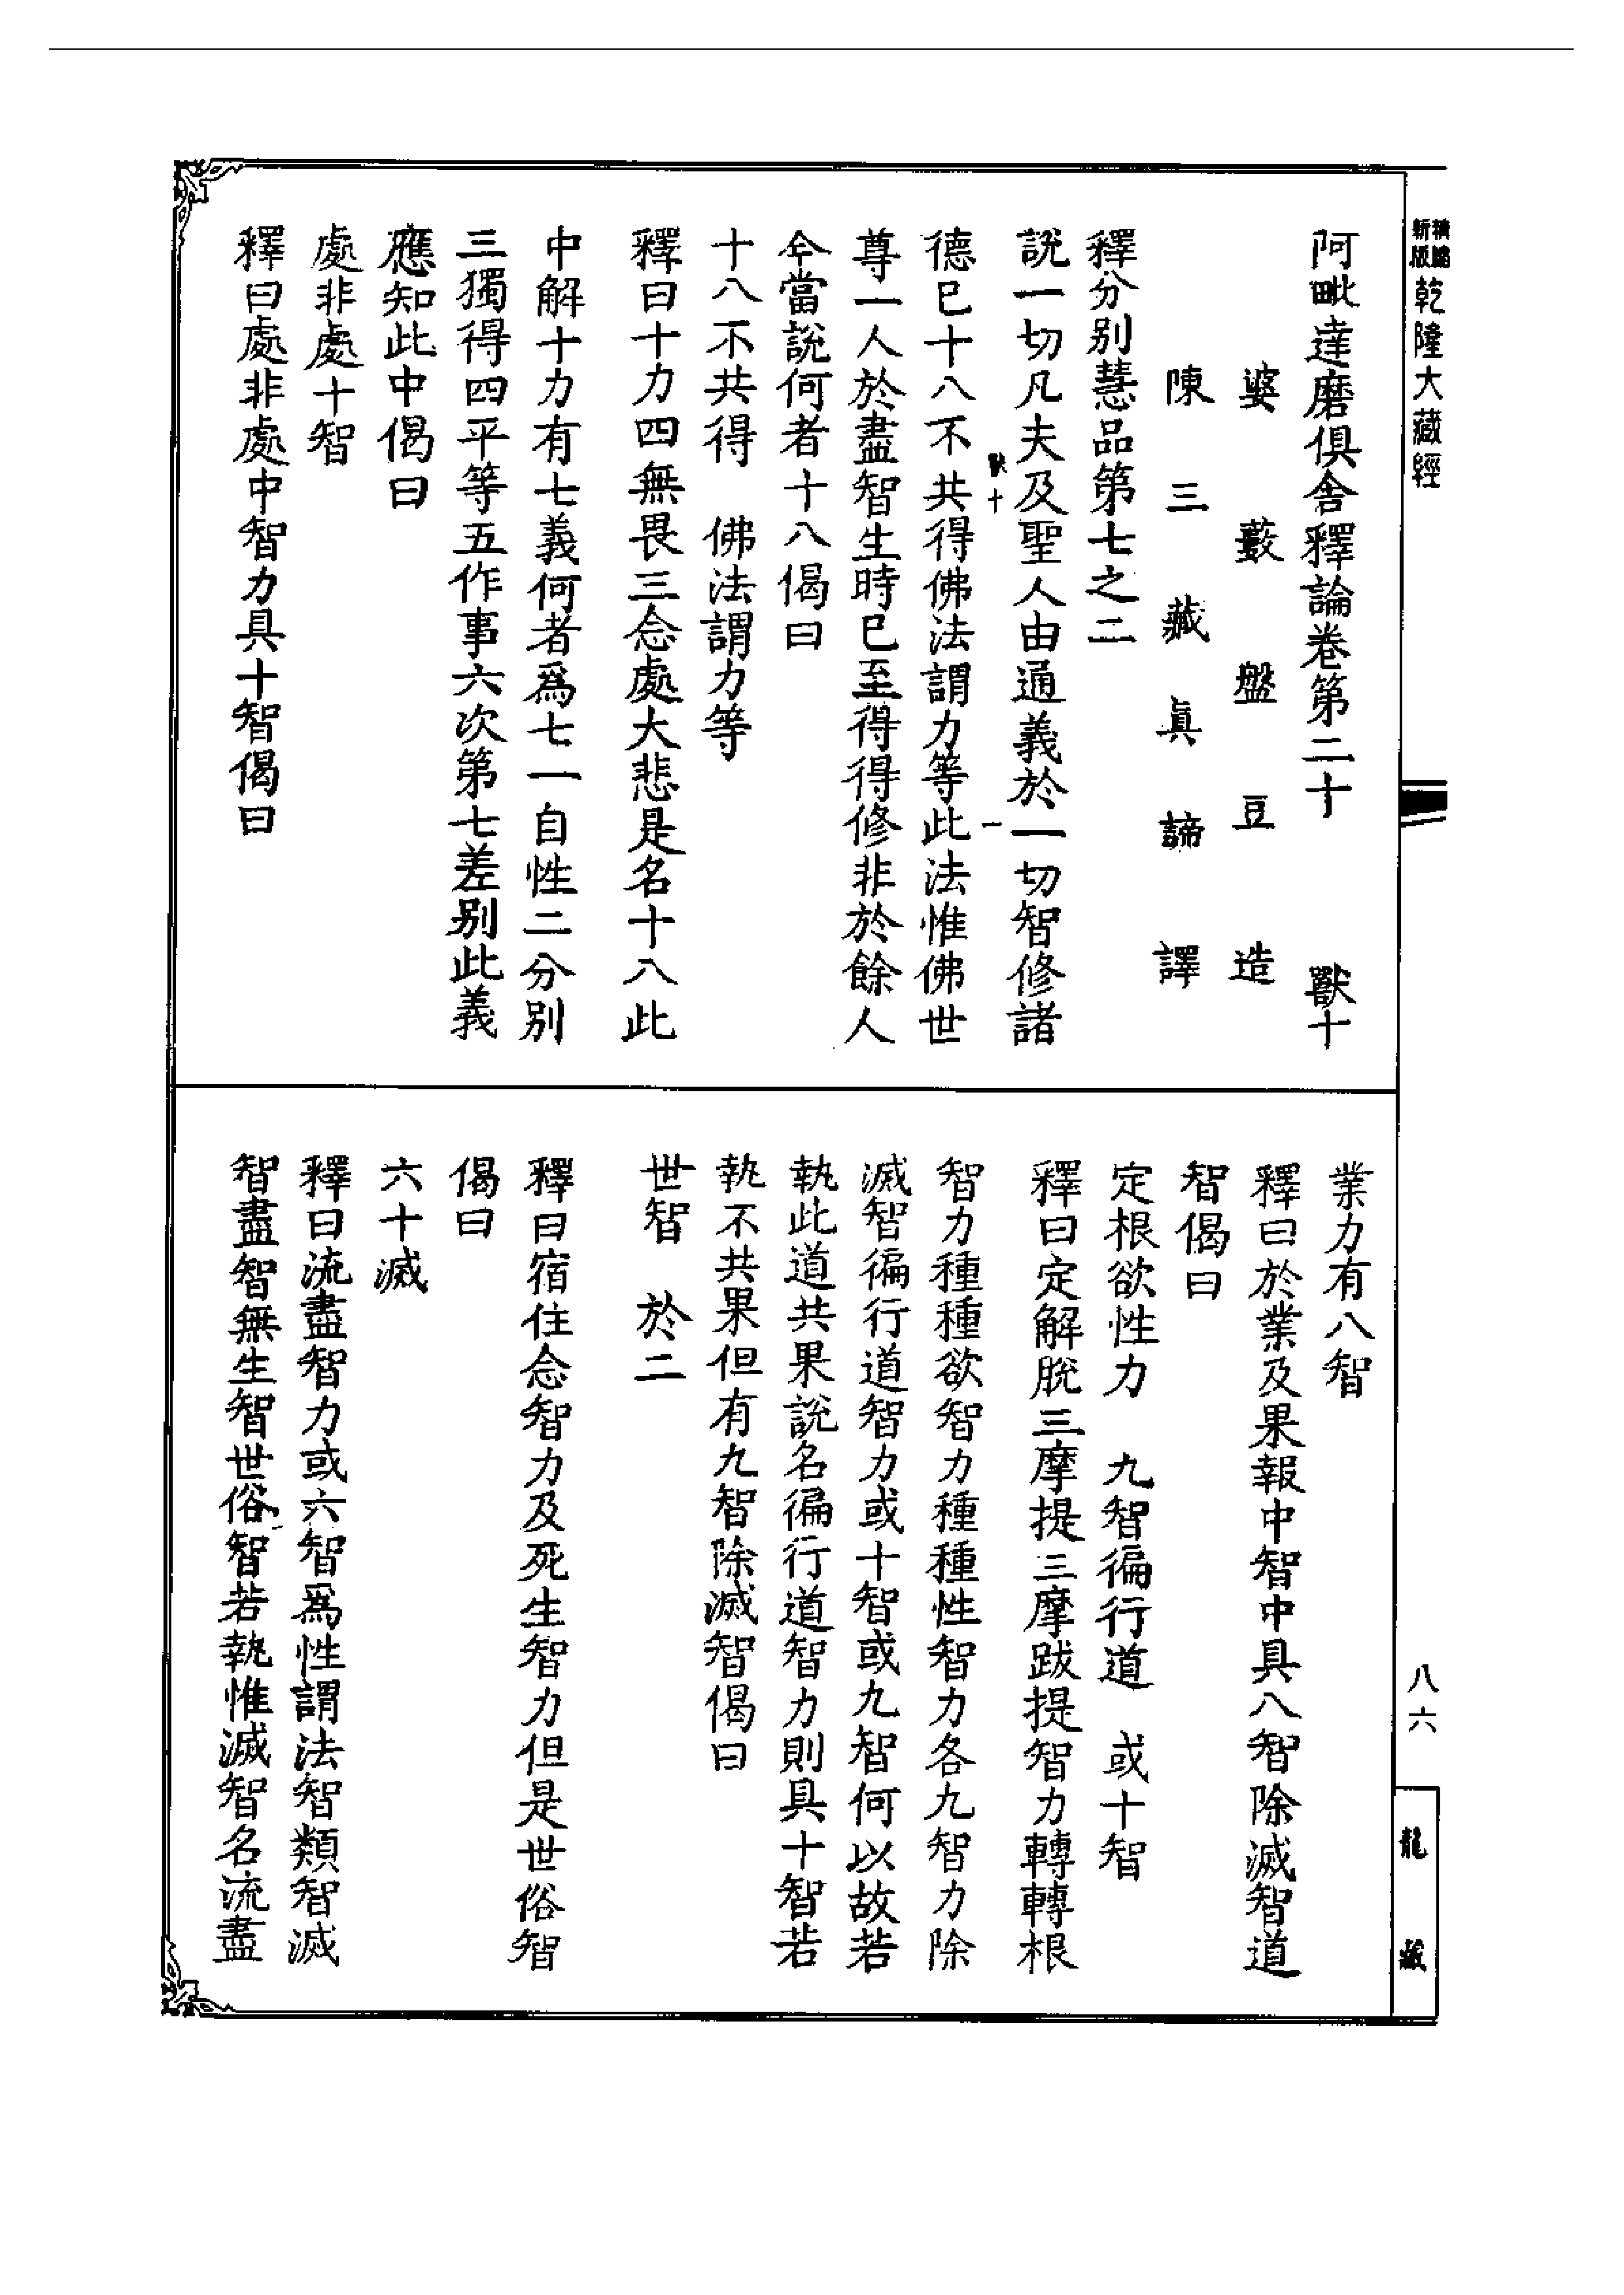 新版
乾隆大藏經
阿毗達磨俱舍釋論卷第二十 獸十
婆藪盤豆造
陳三藏真諦譯
釋分别慧品第七之二
說一切凡夫及聖人由通義於一切智修諸
獸十 一
德已十八不共得佛法謂力等此法惟佛世
尊一人於盡智生時已至得得修非於餘人
今當說何者十八偈曰
十八不共得 佛法謂力等
釋曰十力四無畏三念處大悲是名十八此
中解十力有七義何者爲七一自性二分别
三獨得四平等五作事六次第七差别此義
應知此中偈曰
處非處十智
釋曰處非處中智力具十智偈曰
業力有八智
釋曰於業及果報中智中具八智除滅智道
智偈曰
定根欲性力 九智徧行道 或十智
釋曰定解脫三摩提三摩跋提智力轉轉根
智力種種欲智力種種性智力各九智力除
滅智徧行道智力或十智或九智何以故若
執此道共果說名徧行道智力則具十智若
執不共果但有九智除滅智偈曰
世智 於二
釋曰宿住念智力及死生智力但是世俗智
偈曰
六十滅
釋曰流盡智力或六智爲性謂法智類智滅
智盡智無生智世俗智若執惟滅智名流盡
八六
龍藏